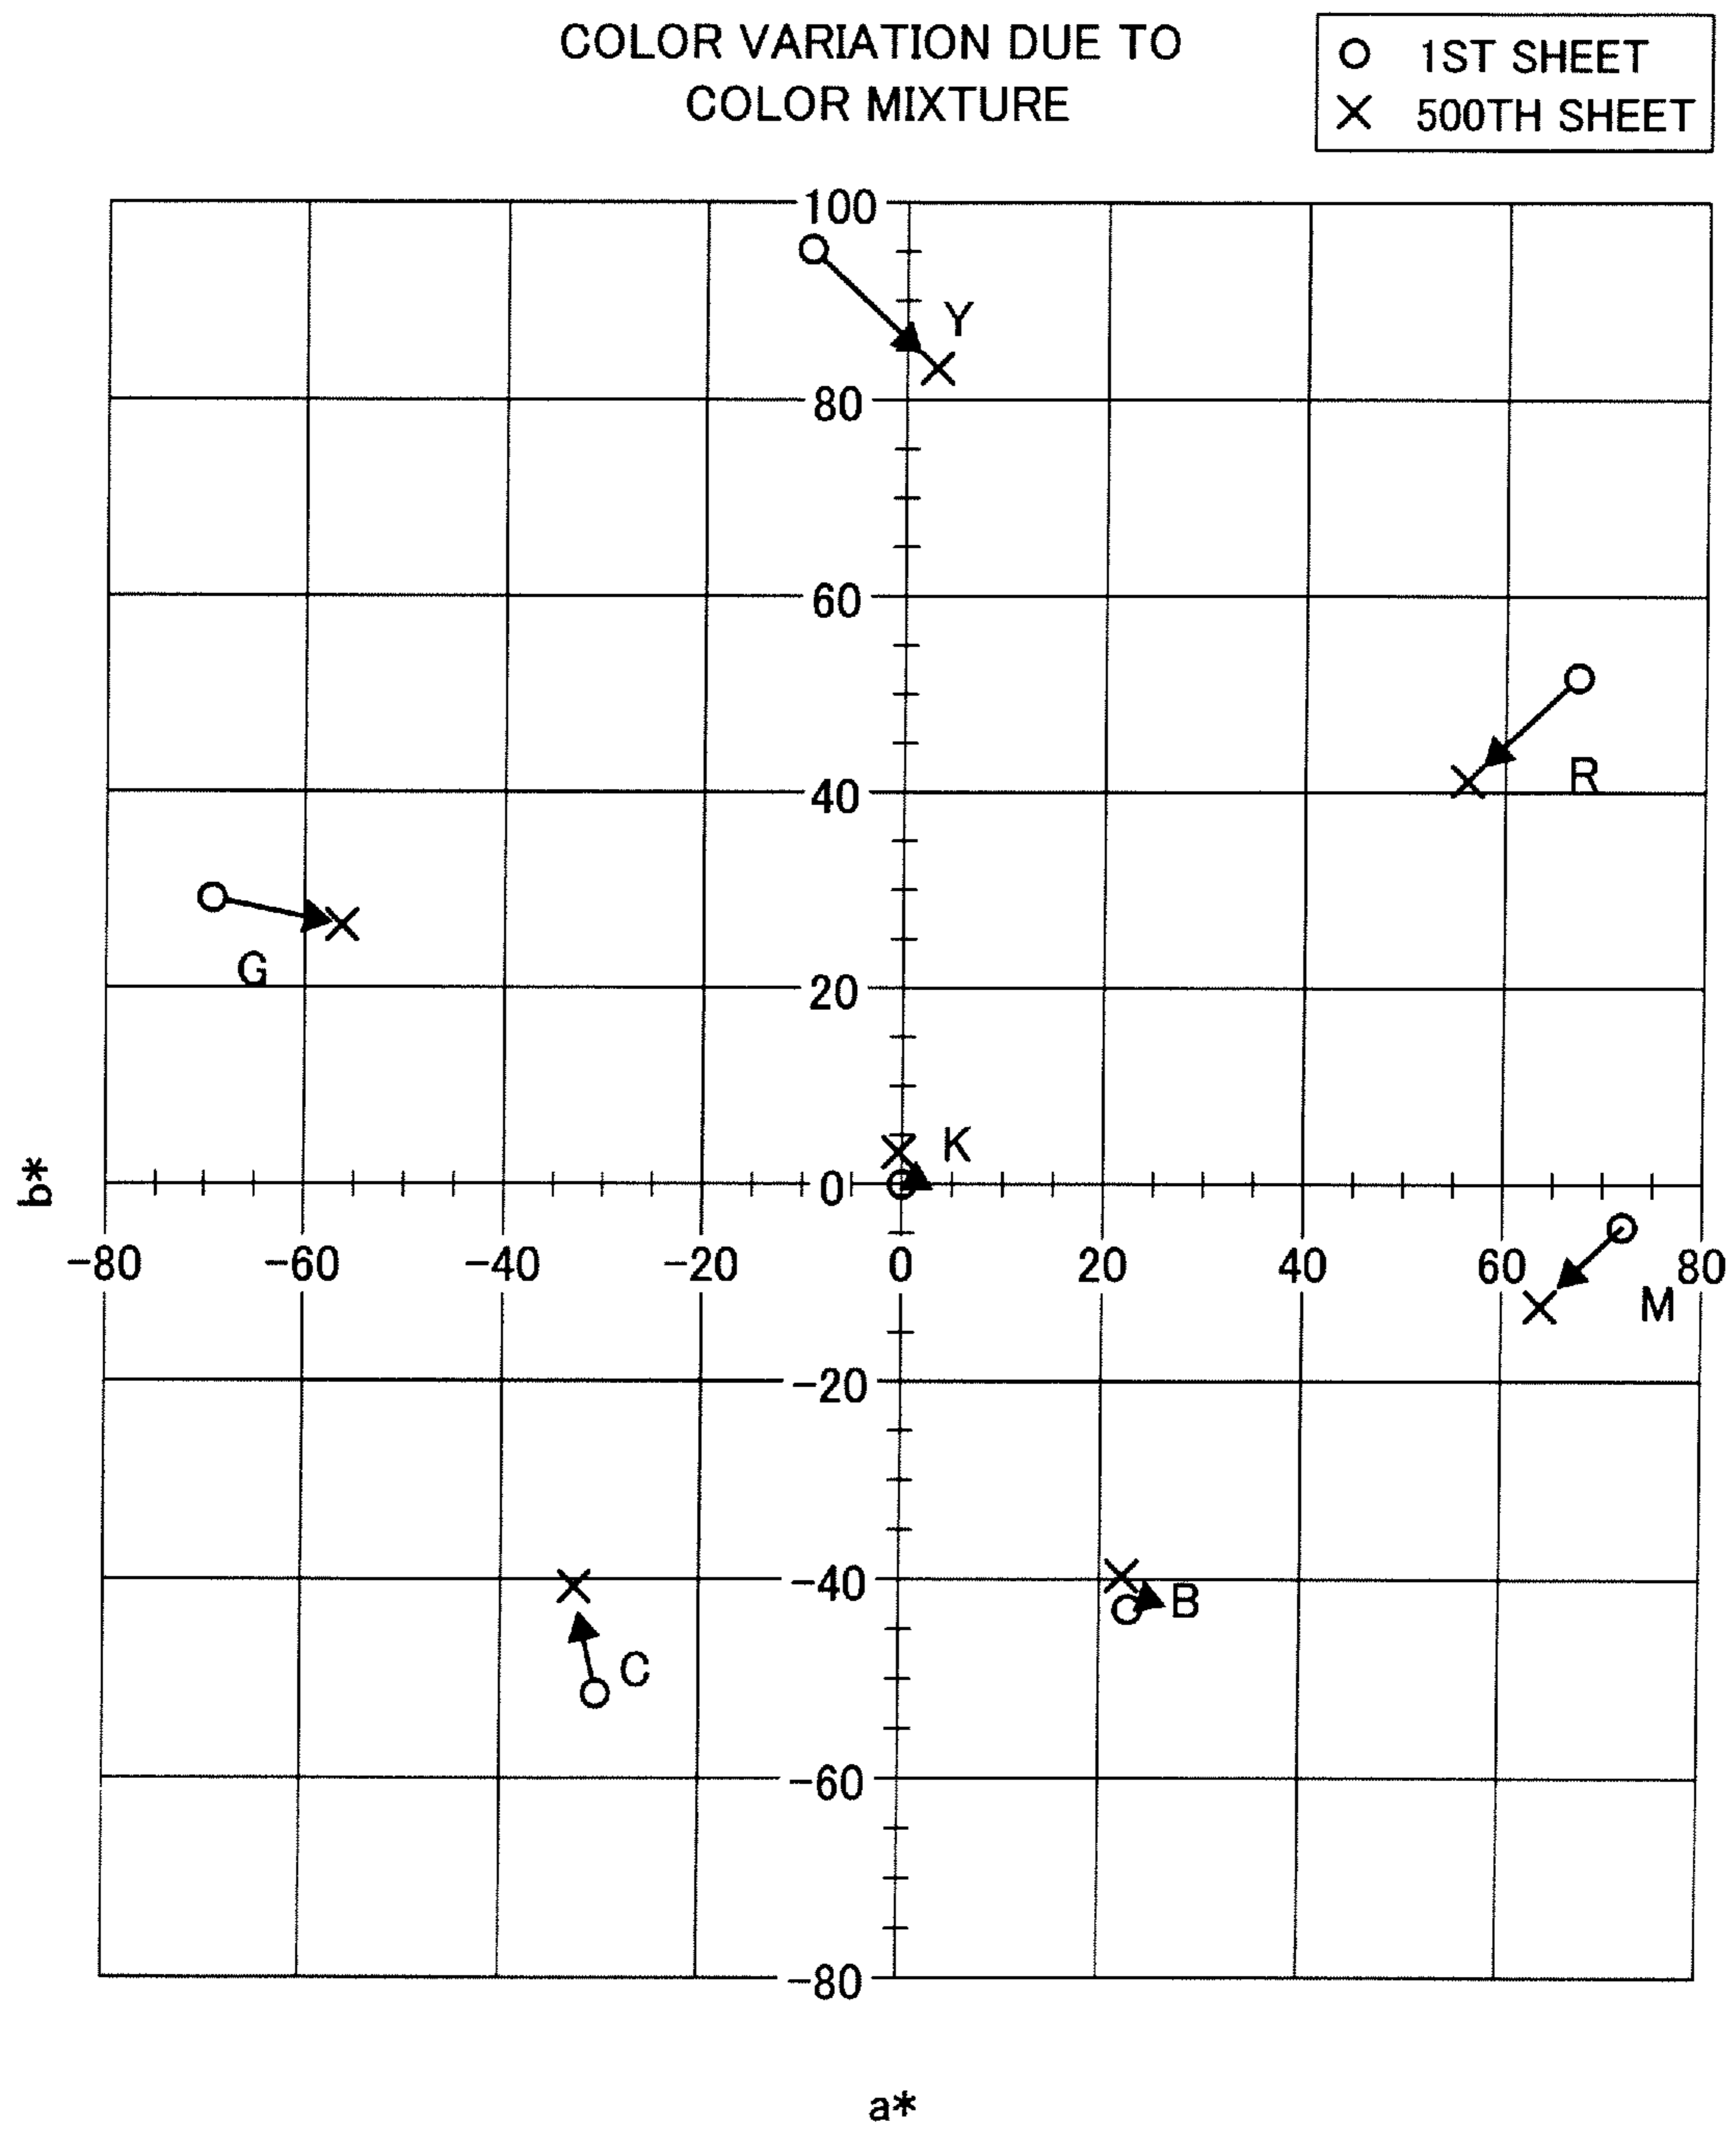 COLOR VARIATION DUE TO
COLOR MIXTURE
○ 1ST SHEET
× 500TH SHEET
100
Y
80
60
R
40
G
20
K
b*
0
-80 -60 -40 -20 0 20 40 60 80
M
-20
-40
B
C
-60
-80
a*